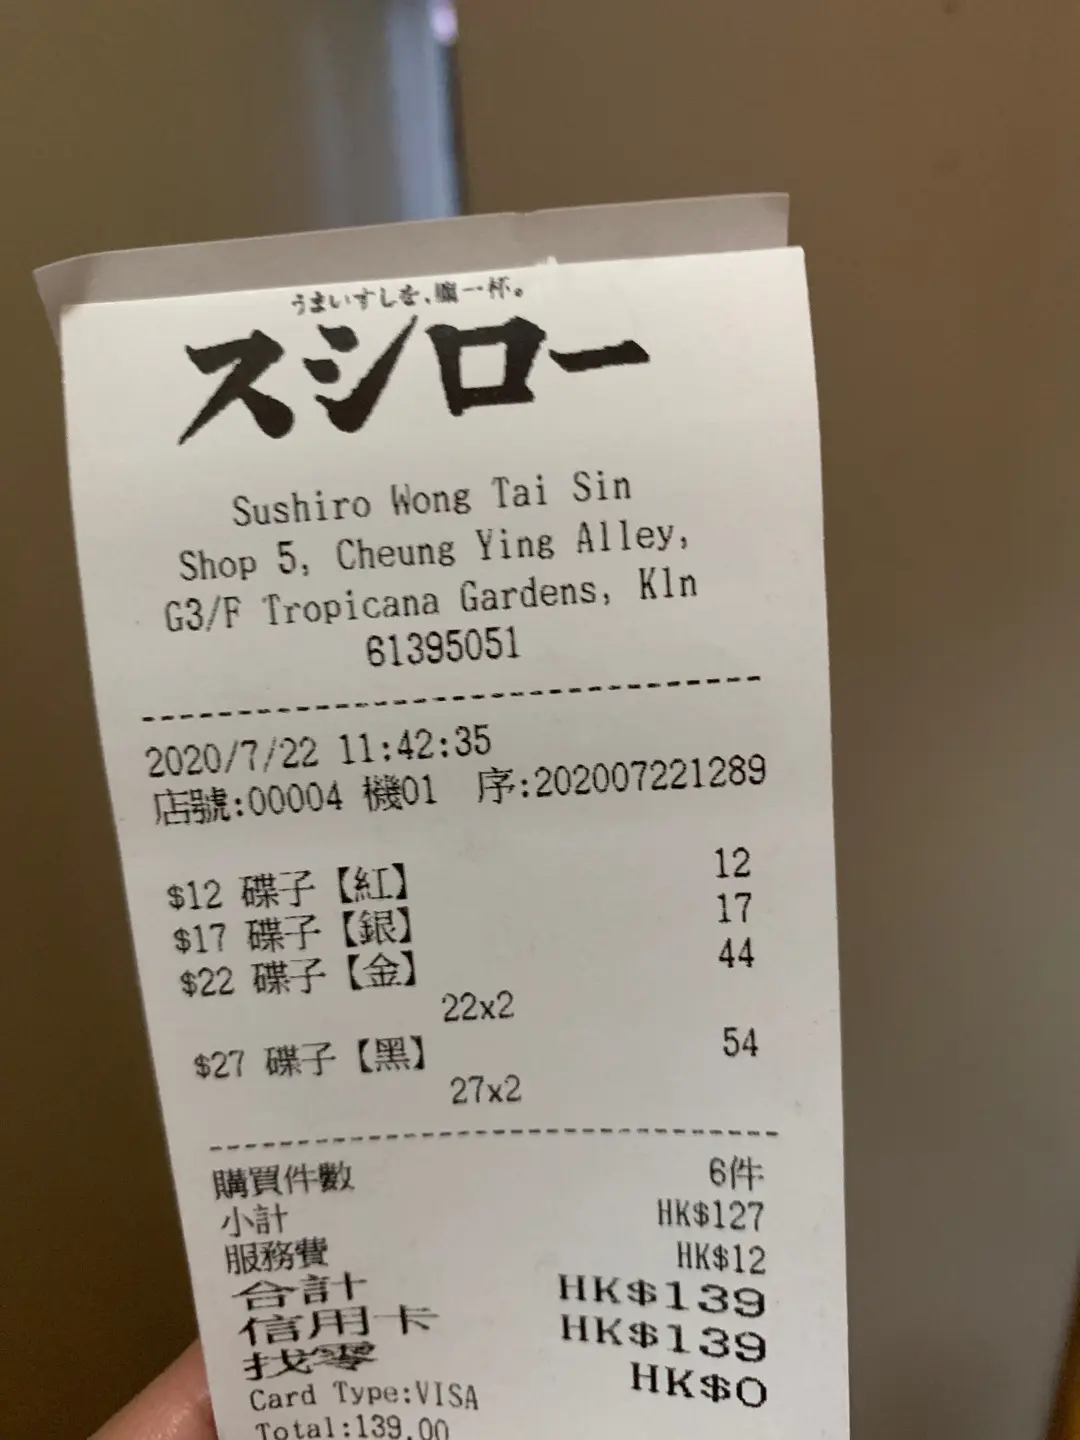 うまいすしを、腹一杯。
スシロー
Sushiro Wong Tai Sin
Shop 5, Cheung Ying Alley,
G3/F Tropicana Gardens, Kln
61395051
2020/7/22 11:42:35
店號:00004 機01 序:202007221289
$12 碟子【紅】 12
$17 碟子【銀】 17
$22 碟子【金】 44
22x2
$27 碟子【黑】 54
27x2
購買件數 6件
小計 HK$127
服務費 HK$12
合計 HK$139
信用卡 HK$139
找零 HK$0
Card Type:VISA
Total:139.00